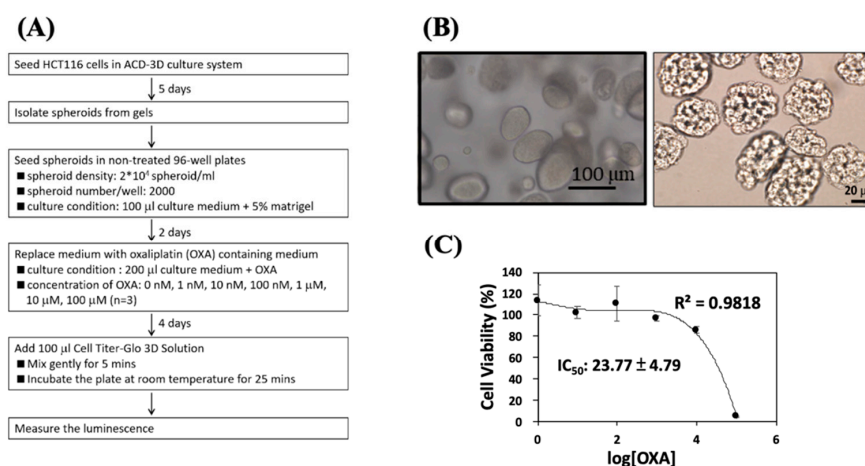 (A)
Seed HCT116 cells in ACD-3D culture system
5 days
Isolate spheroids from gels
Seed spheroids in non-treated 96-well plates
■ spheroid density: 2*10⁴ spheroid/ml
■ spheroid number/well: 2000
■ culture condition: 100 µl culture medium + 5% matrigel
2 days
Replace medium with oxaliplatin (OXA) containing medium
■ culture condition : 200 µl culture medium + OXA
■ concentration of OXA: 0 nM, 1 nM, 10 nM, 100 nM, 1 µM,
10 µM, 100 µM (n=3)
4 days
Add 100 µl Cell Titer-Glo 3D Solution
■ Mix gently for 5 mins
■ Incubate the plate at room temperature for 25 mins
Measure the luminescence
(B)
100 µm
20 µ
(C)
Cell Viability (%)
140
120
100
80
60
40
20
0
R² = 0.9818
IC₅₀: 23.77 ± 4.79
0 2 4 6
log[OXA]